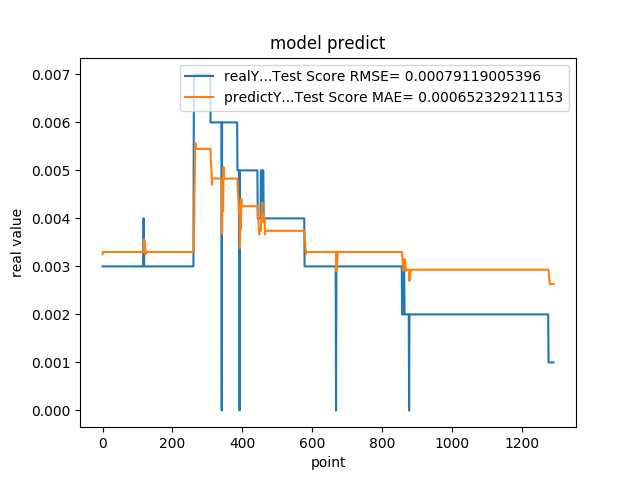 model predict
realY...Test Score RMSE= 0.00079119005396
predictY...Test Score MAE= 0.000652329211153
0.007
0.006
0.005
0.004
0.003
0.002
0.001
0.000
real value
0 200 400 600 800 1000 1200
point